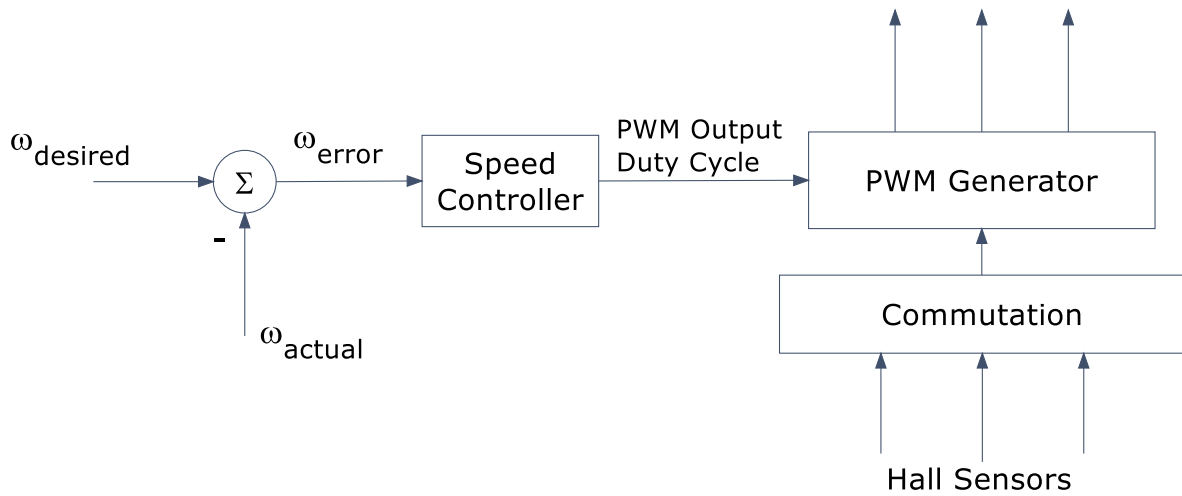 ωdesired
Σ
-
ωerror
ωactual
Speed
Controller
PWM Output
Duty Cycle
PWM Generator
Commutation
Hall Sensors